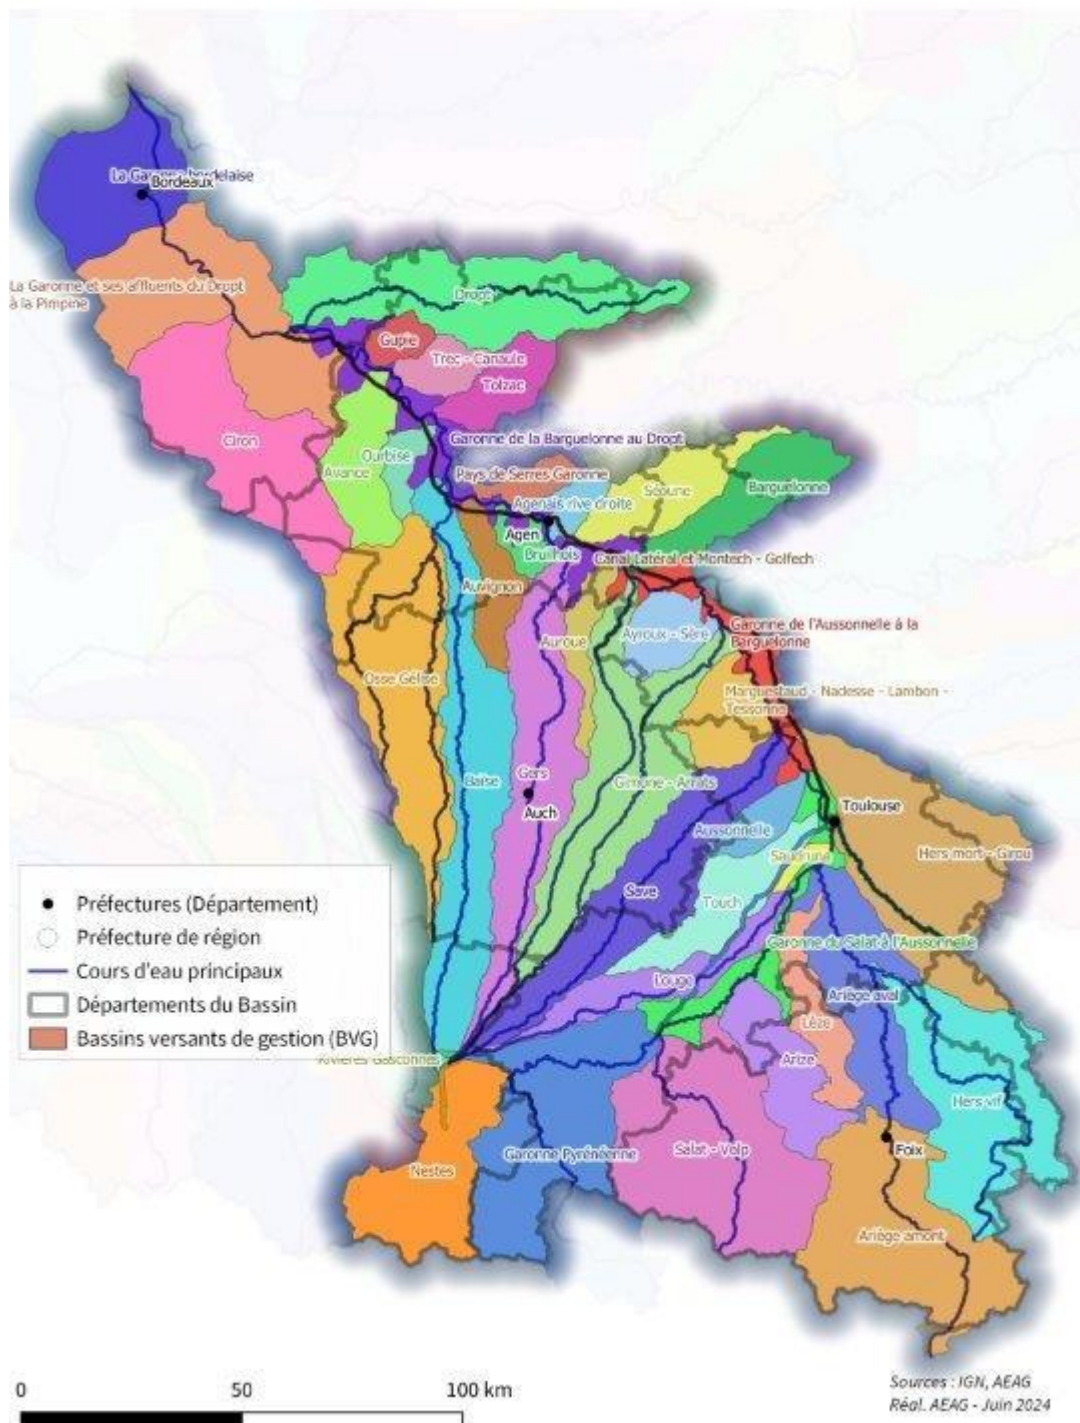 La Garonne bordelaise
Bordeaux
La Garonne et ses affluents du Dropt
à la Pimpine
Dropt
Gupie
Trec - Canaule
Tolzac
Ciron
Garonne de la Barguelonne au Dropt
Ourbise
Avance
Pays de Serres Garonne
Séoune
Barguelonne
Agenais rive droite
Agen
Bruilhois
Canal Latéral et Montech - Golfech
Auvignon
Garonne de l'Aussonnelle à la
Barguelonne
Auroue
Ayroux - Sère
Osse Gélise
Marguestaud - Nadesse - Lambon -
Tessonne
Gers
Baïse
Gimone - Arrats
Auch
Toulouse
Aussonnelle
Hers mort - Girou
Saudrune
Save
Touch
Garonne du Salat à l'Aussonnelle
Louge
Ariège aval
Lèze
Arize
Rivières Gasconnes
Hers vif
Garonne Pyrénéenne
Salat - Volp
Foix
Nestes
Ariège amont
Préfectures (Département)
Préfecture de région
Cours d'eau principaux
Départements du Bassin
Bassins versants de gestion (BVG)
0 50 100 km
Sources : IGN, AEAG
Réal. AEAG - Juin 2024